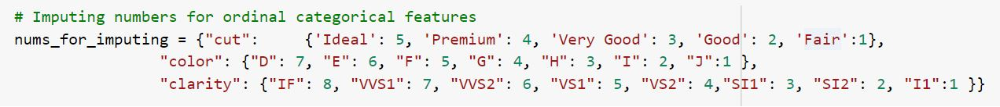 # Imputing numbers for ordinal categorical features
nums_for_imputing = {"cut":     {'Ideal': 5, 'Premium': 4, 'Very Good': 3, 'Good': 2, 'Fair':1},
                "color": {"D": 7, "E": 6, "F": 5, "G": 4, "H": 3, "I": 2, "J":1 },
                "clarity": {"IF": 8, "VVS1": 7, "VVS2": 6, "VS1": 5, "VS2": 4,"SI1": 3, "SI2": 2, "I1":1 }}